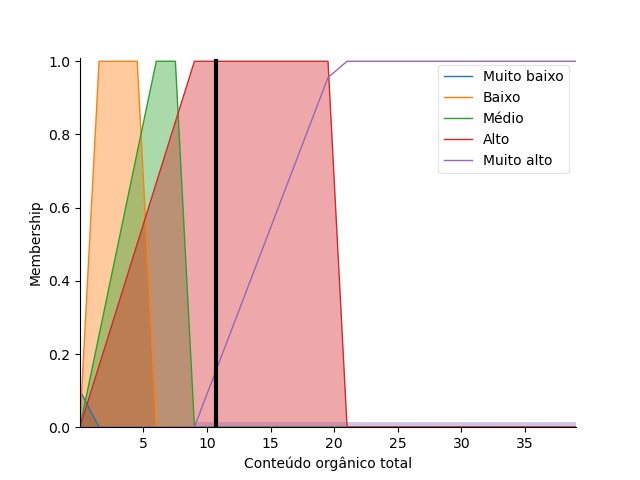 1.0
0.8
0.6
0.4
0.2
0.0
Membership
5
10
15
20
25
30
35
Conteúdo orgânico total
Muito baixo
Baixo
Médio
Alto
Muito alto